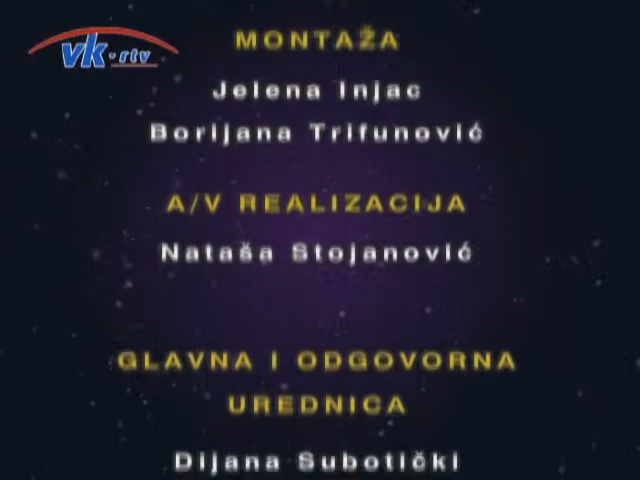 vk·rtv
MONTAŽA
Jelena Injac
Borijana Trifunović
A/V REALIZACIJA
Nataša Stojanović
GLAVNA I ODGOVORNA
UREDNICA
Dijana Subotički